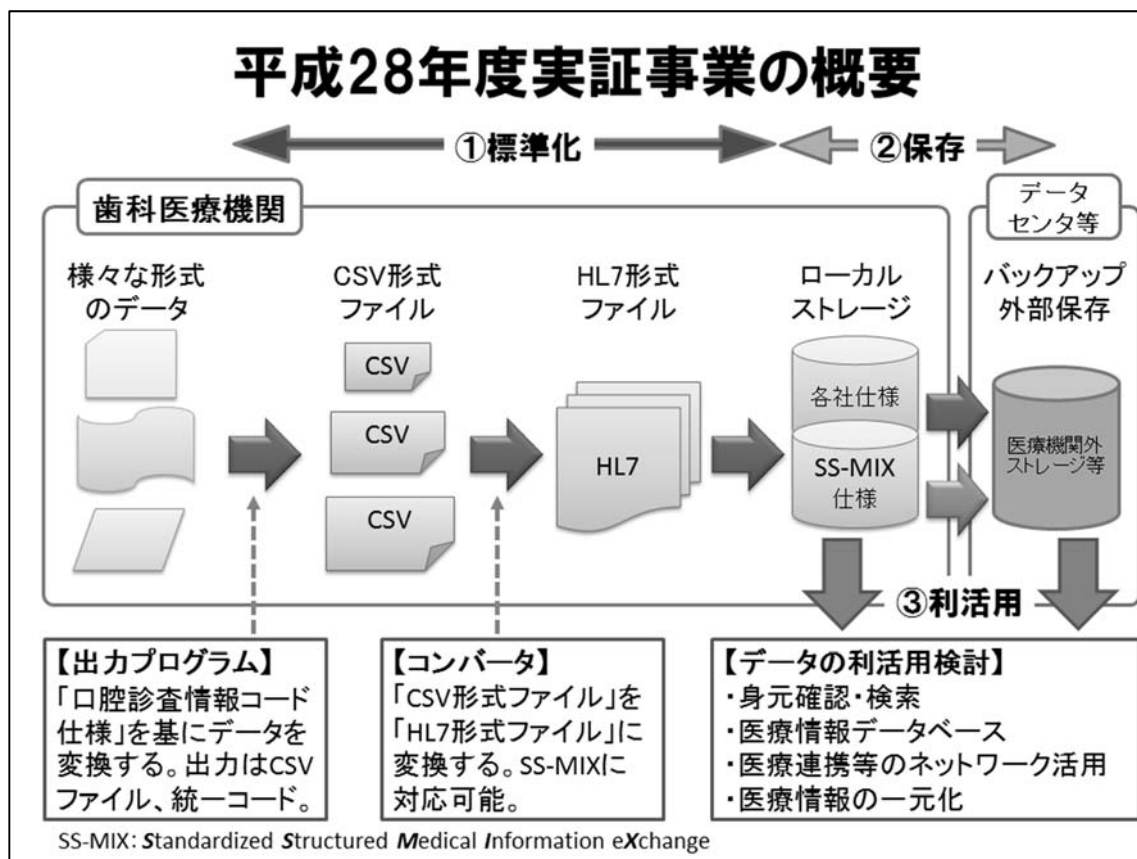 平成28年度実証事業の概要
①標準化
②保存
歯科医療機関
データ
センタ等
様々な形式
のデータ
CSV形式
ファイル
HL7形式
ファイル
ローカル
ストレージ
バックアップ
外部保存
CSV
CSV
CSV
HL7
各社仕様
SS-MIX
仕様
医療機関外
ストレージ等
③利活用
【出力プログラム】
「口腔診査情報コード
仕様」を基にデータを
変換する。出力はCSV
ファイル、統一コード。
【コンバータ】
「CSV形式ファイル」を
「HL7形式ファイル」に
変換する。SS-MIXに
対応可能。
【データの利活用検討】
・身元確認・検索
・医療情報データベース
・医療連携等のネットワーク活用
・医療情報の一元化
SS-MIX：Standardized Structured Medical Information eXchange